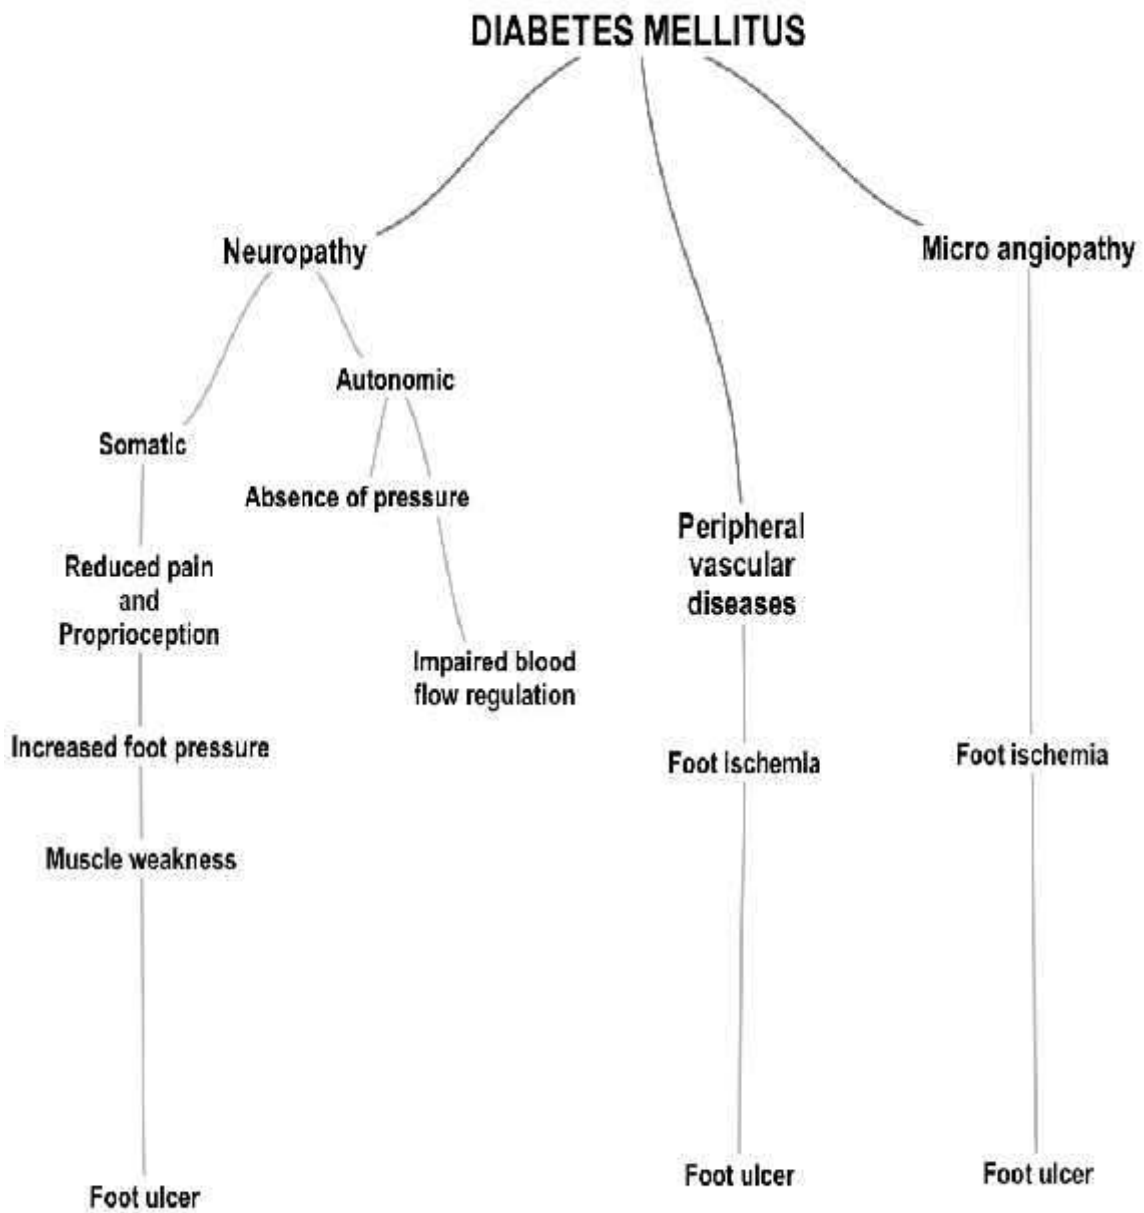 DIABETES MELLITUS
Neuropathy
Micro angiopathy
Autonomic
Somatic
Absence of pressure
Peripheral
vascular
diseases
Reduced pain
and
Proprioception
Impaired blood
flow regulation
Increased foot pressure
Foot ischemia
Foot ischemia
Muscle weakness
Foot ulcer
Foot ulcer
Foot ulcer